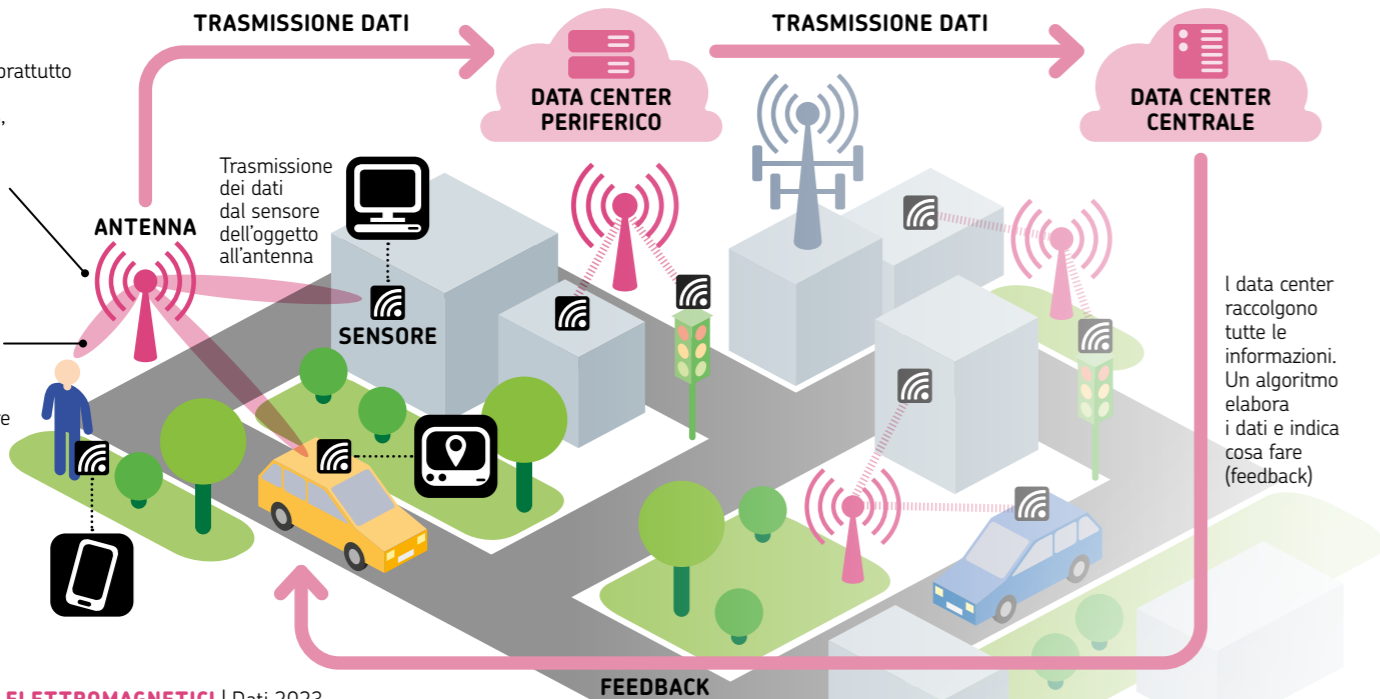 TRASMISSIONE DATI
TRASMISSIONE DATI
DATA CENTER
PERIFERICO
DATA CENTER
CENTRALE
,
Trasmissione
dei dati
dal sensore
dell'oggetto
all'antenna
ANTENNA
SENSORE
I data center
raccolgono
tutte le
informazioni.
Un algoritmo
elabora
i dati e indica
cosa fare
(feedback)
FEEDBACK
ELETTROMAGNETICI | Dati 2023